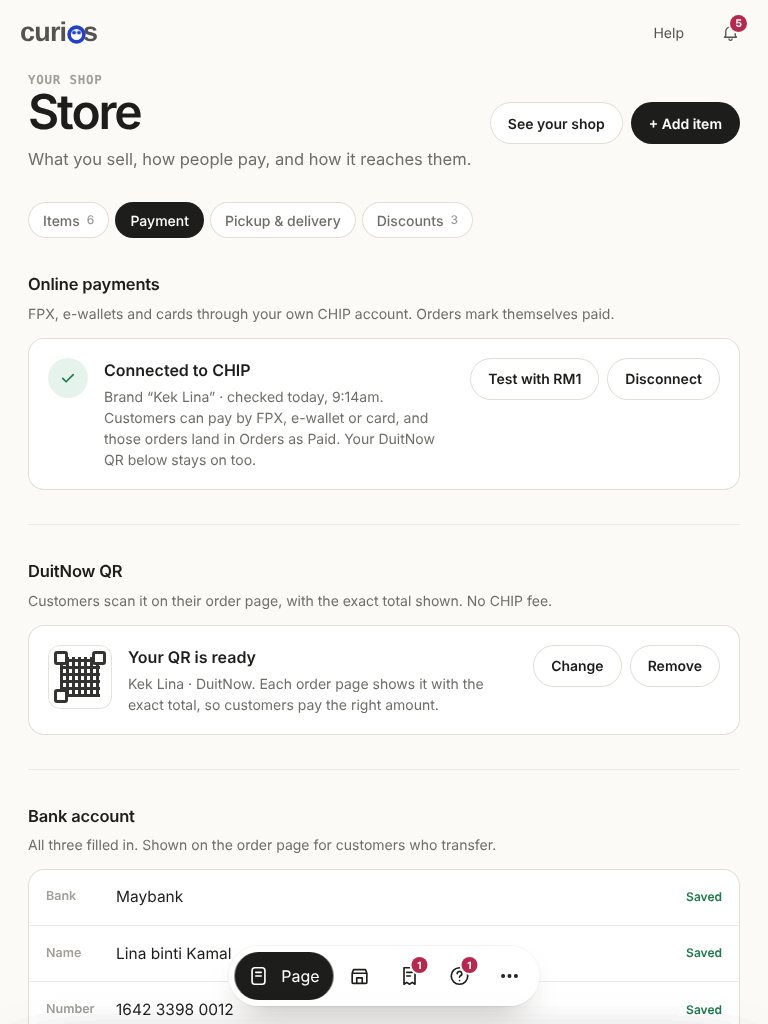 curios
Help
5
YOUR SHOP
Store
What you sell, how people pay, and how it reaches them.
See your shop
+ Add item
Items 6
Payment
Pickup & delivery
Discounts 3
Online payments
FPX, e-wallets and cards through your own CHIP account. Orders mark themselves paid.
Connected to CHIP
Brand “Kek Lina” · checked today, 9:14am.
Customers can pay by FPX, e-wallet or card, and
those orders land in Orders as Paid. Your DuitNow
QR below stays on too.
Test with RM1
Disconnect
DuitNow QR
Customers scan it on their order page, with the exact total shown. No CHIP fee.
Your QR is ready
Kek Lina · DuitNow. Each order page shows it with the
exact total, so customers pay the right amount.
Change
Remove
Bank account
All three filled in. Shown on the order page for customers who transfer.
Bank Maybank Saved
Name Lina binti Kamal Saved
Page
1
1
Number 1642 3398 0012 Saved